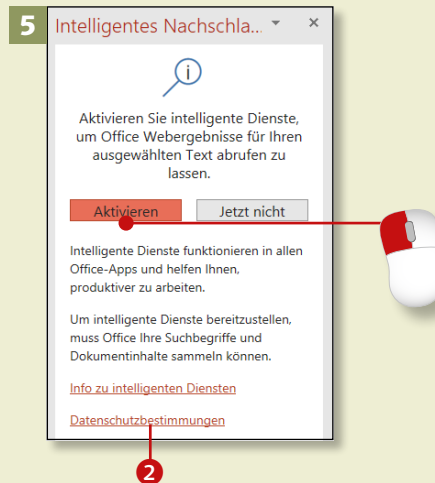 5
Intelligentes Nachschla...
Aktivieren Sie intelligente Dienste,
um Office Webergebnisse für Ihren
ausgewählten Text abrufen zu
lassen.
Aktivieren
Jetzt nicht
Intelligente Dienste funktionieren in allen
Office-Apps und helfen Ihnen,
produktiver zu arbeiten.
Um intelligente Dienste bereitzustellen,
muss Office Ihre Suchbegriffe und
Dokumentinhalte sammeln können.
Info zu intelligenten Diensten
Datenschutzbestimmungen
2